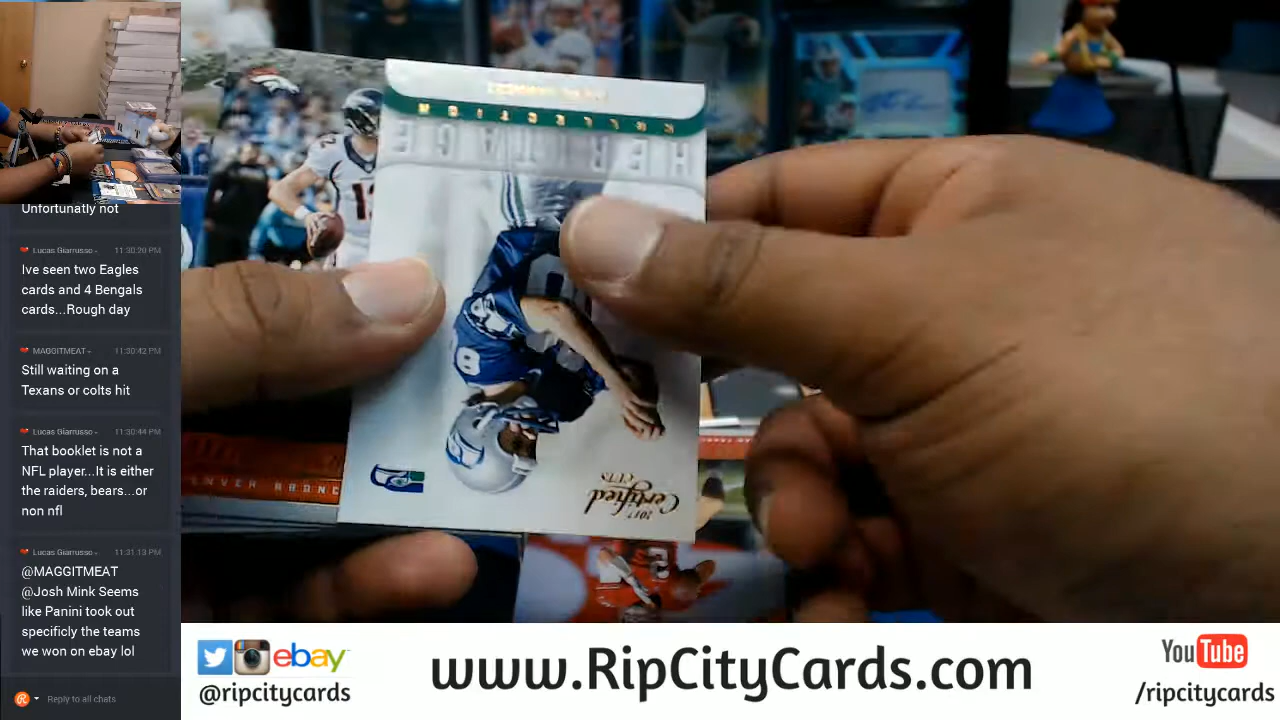 Unfortunatly not
Lucas Giarrusso - 11:30:20 PM
Ive seen two Eagles
cards and 4 Bengals
cards...Rough day
MAGGITMEAT - 11:30:42 PM
Still waiting on a
Texans or colts hit
Lucas Giarrusso - 11:30:44 PM
That booklet is not a
NFL player...It is either
the raiders, bears...or
non nfl
Lucas Giarrusso - 11:31:13 PM
@MAGGITMEAT
@Josh Mink Seems
like Panini took out
specificly the teams
we won on ebay lol
Reply to all chats
HERITAGE
COLLECTION
2017
Certified
CUTS
ebay
@ripcitycards
www.RipCityCards.com
YouTube
/ripcitycards